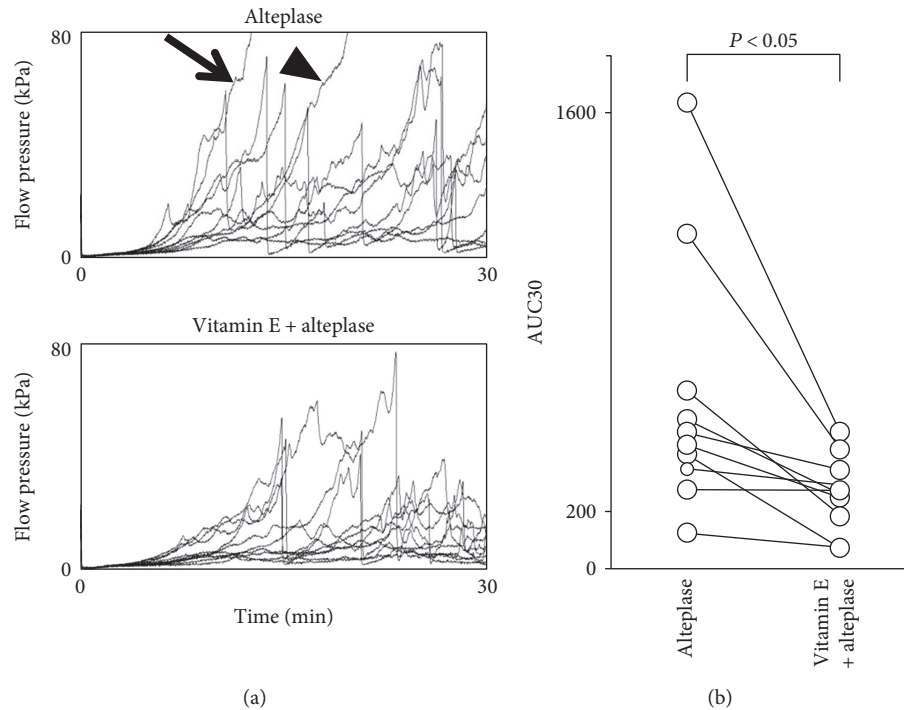 Alteplase
80
Flow pressure (kPa)
0
0
30
Vitamin E + alteplase
80
Flow pressure (kPa)
0
0
30
Time (min)
(a)
P < 0.05
1600
AUC30
200
0
Alteplase
Vitamin E
+ alteplase
(b)